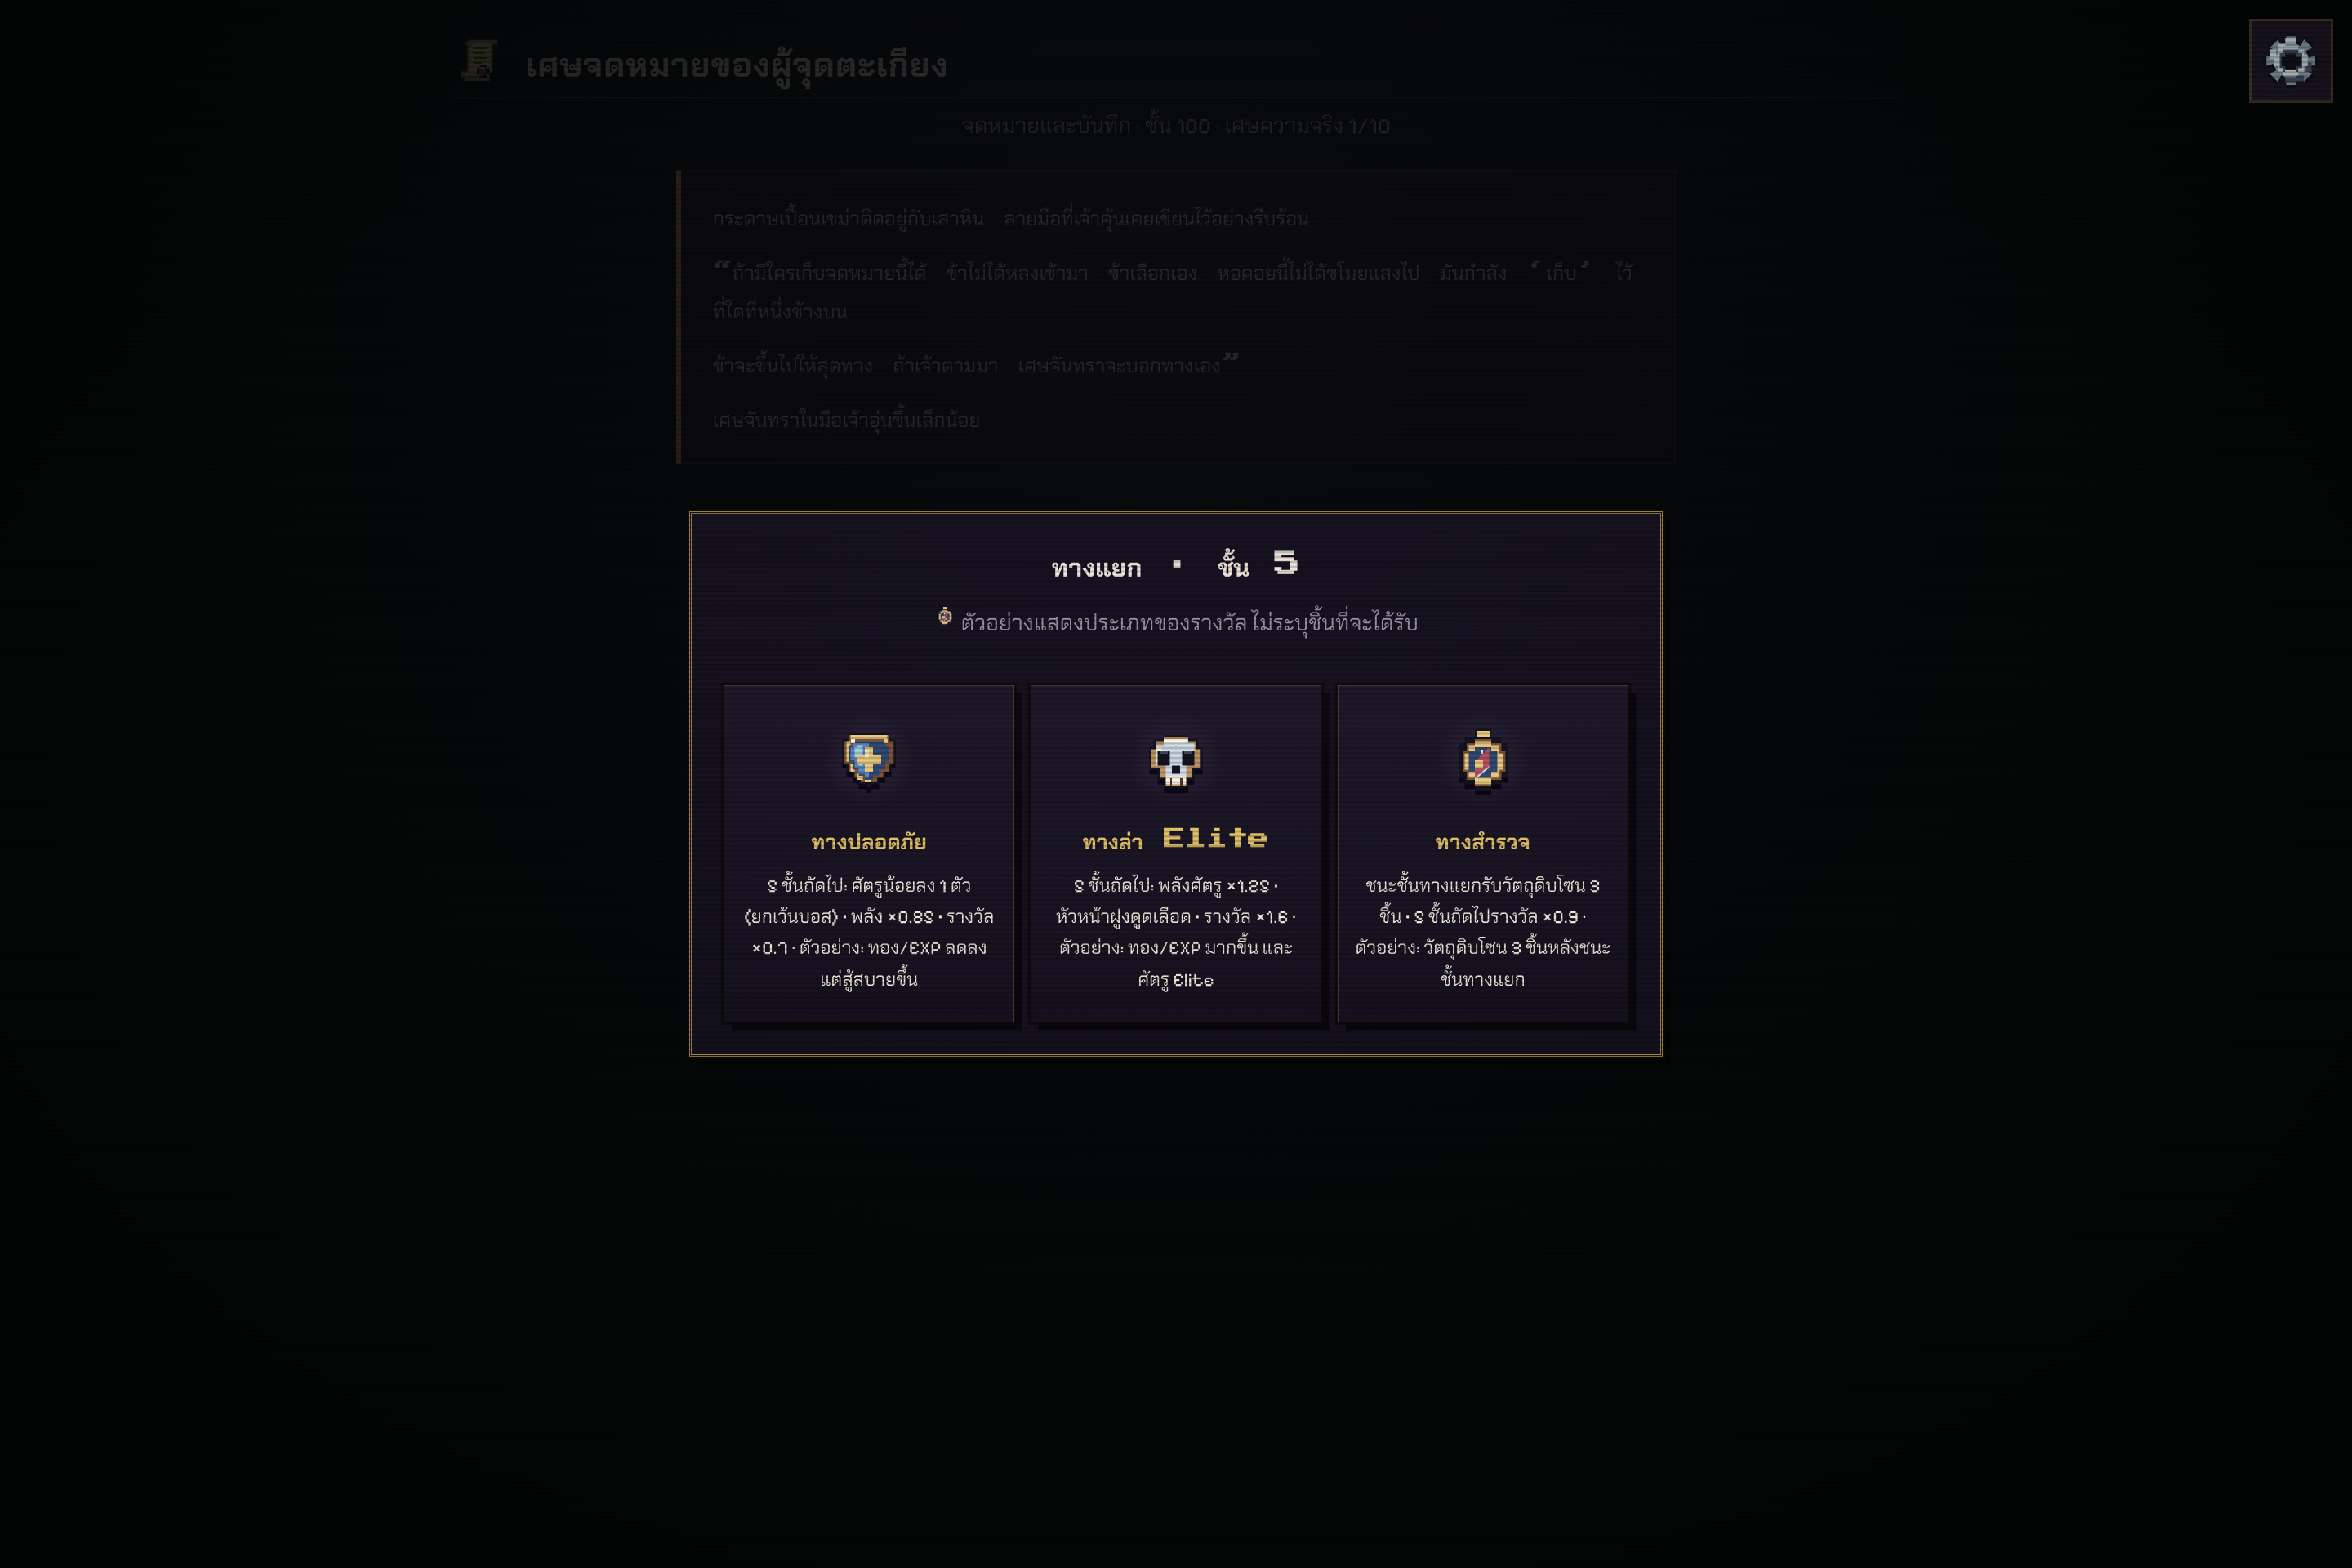 เศษจดหมายของผู้จุดตะเกียง
จดหมายและบันทึก · ชั้น 100 · เศษความจริง 1/10
กระดาษเปื้อนเขม่าติดอยู่กับเสาหิน ลายมือที่เจ้าคุ้นเคยเขียนไว้อย่างรีบร้อน
“ถ้ามีใครเก็บจดหมายนี้ได้ ข้าไม่ได้หลงเข้ามา ข้าเลือกเอง หอคอยนี้ไม่ได้ขโมยแสงไป มันกำลัง ‘เก็บ’ ไว้
ที่ใดที่หนึ่งข้างบน
ข้าจะขึ้นไปให้สุดทาง ถ้าเจ้าตามมา เศษจันทราจะบอกทางเอง”
เศษจันทราในมือเจ้าอุ่นขึ้นเล็กน้อย
ทางแยก · ชั้น 5
ตัวอย่างแสดงประเภทของรางวัล ไม่ระบุชิ้นที่จะได้รับ
ทางปลอดภัย
5 ชั้นถัดไป: ศัตรูน้อยลง 1 ตัว
(ยกเว้นบอส) · พลัง ×0.85 · รางวัล
×0.7 · ตัวอย่าง: ทอง/EXP ลดลง
แต่สู้สบายขึ้น
ทางล่า Elite
5 ชั้นถัดไป: พลังศัตรู ×1.25 ·
หัวหน้าฝูงดูดเลือด · รางวัล ×1.6 ·
ตัวอย่าง: ทอง/EXP มากขึ้น และ
ศัตรู Elite
ทางสำรวจ
ชนะชั้นทางแยกรับวัตถุดิบโซน 3
ชิ้น · 5 ชั้นถัดไปรางวัล ×0.9 ·
ตัวอย่าง: วัตถุดิบโซน 3 ชิ้นหลังชนะ
ชั้นทางแยก